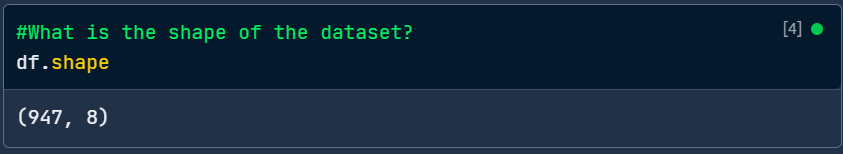 #What is the shape of the dataset?
[4]
df.shape
(947, 8)